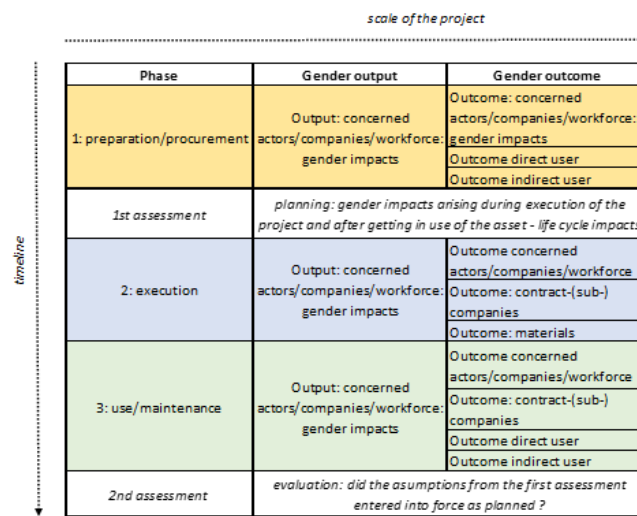 scale of the project
timeline
Phase
Gender output
Gender outcome
1: preparation/procurement
Output: concerned
actors/companies/workforce:
gender impacts
Outcome: concerned
actors/companies/workforce:
gender impacts
Outcome direct user
Outcome indirect user
1st assessment
planning: gender impacts arising during execution of the
project and after getting in use of the asset - life cycle impacts
2: execution
Output: concerned
actors/companies/workforce:
gender impacts
Outcome concerned
actors/companies/workforce
Outcome: contract-(sub-)
companies
Outcome: materials
3: use/maintenance
Output: concerned
actors/companies/workforce:
gender impacts
Outcome concerned
actors/companies/workforce
Outcome: contract-(sub-)
companies
Outcome direct user
Outcome indirect user
2nd assessment
evaluation: did the asumptions from the first assessment
entered into force as planned ?